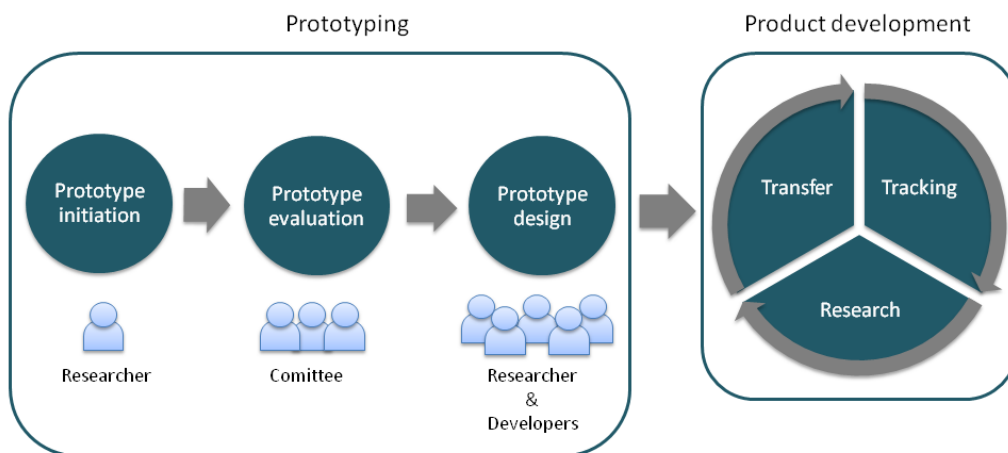 Prototyping
Product development
Prototype
initiation
Prototype
evaluation
Prototype
design
Transfer
Tracking
Research
Researcher
Comittee
Researcher
&
Developers